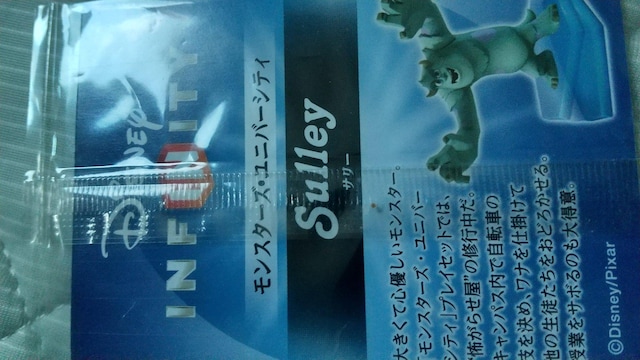 DISNEY
INFINITY
モンスターズ・ユニバーシティ
Sulley
サリー
大きくて心優しいモンスター。
「モンスターズ・ユニバー
シティ」プレイセットでは、
"怖がらせ屋"の修行中だ。
キャンパス内で自転車の
技を決め、ワナを仕掛けて
他の生徒たちをおどろかせる。
授業をサボるのも大得意。
©Disney/Pixar